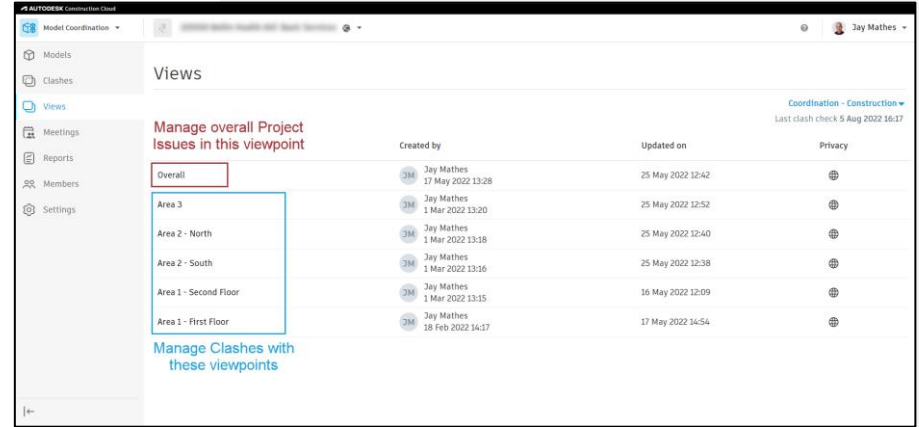 AUTODESK Construction Cloud
Model Coordination
Jay Mathes
Models
Clashes
Views
Meetings
Reports
Members
Settings
Views
Coordination - Construction
Last clash check 5 Aug 2022 16:17
Manage overall Project
Issues in this viewpoint
Created by Updated on Privacy
Overall JM Jay Mathes 25 May 2022 12:42
17 May 2022 13:28
Area 3 JM Jay Mathes 25 May 2022 12:52
1 Mar 2022 13:20
Area 2 - North JM Jay Mathes 25 May 2022 12:40
1 Mar 2022 13:18
Area 2 - South JM Jay Mathes 25 May 2022 12:38
1 Mar 2022 13:16
Area 1 - Second Floor JM Jay Mathes 16 May 2022 12:09
1 Mar 2022 13:15
Area 1 - First Floor JM Jay Mathes 17 May 2022 14:54
18 Feb 2022 14:17
Manage Clashes with
these viewpoints